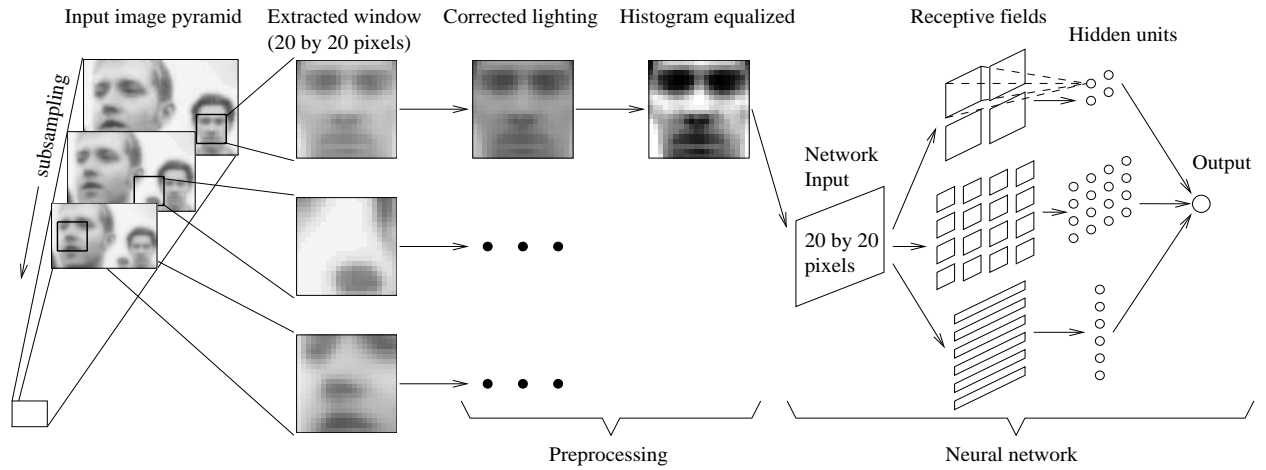 Input image pyramid
Extracted window
(20 by 20 pixels)
Corrected lighting
Histogram equalized
Receptive fields
Hidden units
subsampling
Network
Input
Output
20 by 20
pixels
Preprocessing
Neural network